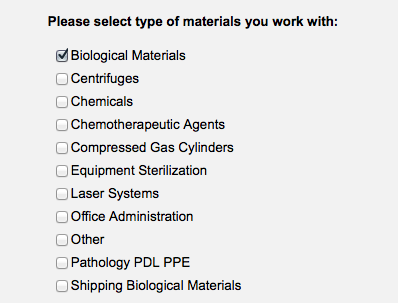 Please select type of materials you work with:
Biological Materials
Centrifuges
Chemicals
Chemotherapeutic Agents
Compressed Gas Cylinders
Equipment Sterilization
Laser Systems
Office Administration
Other
Pathology PDL PPE
Shipping Biological Materials